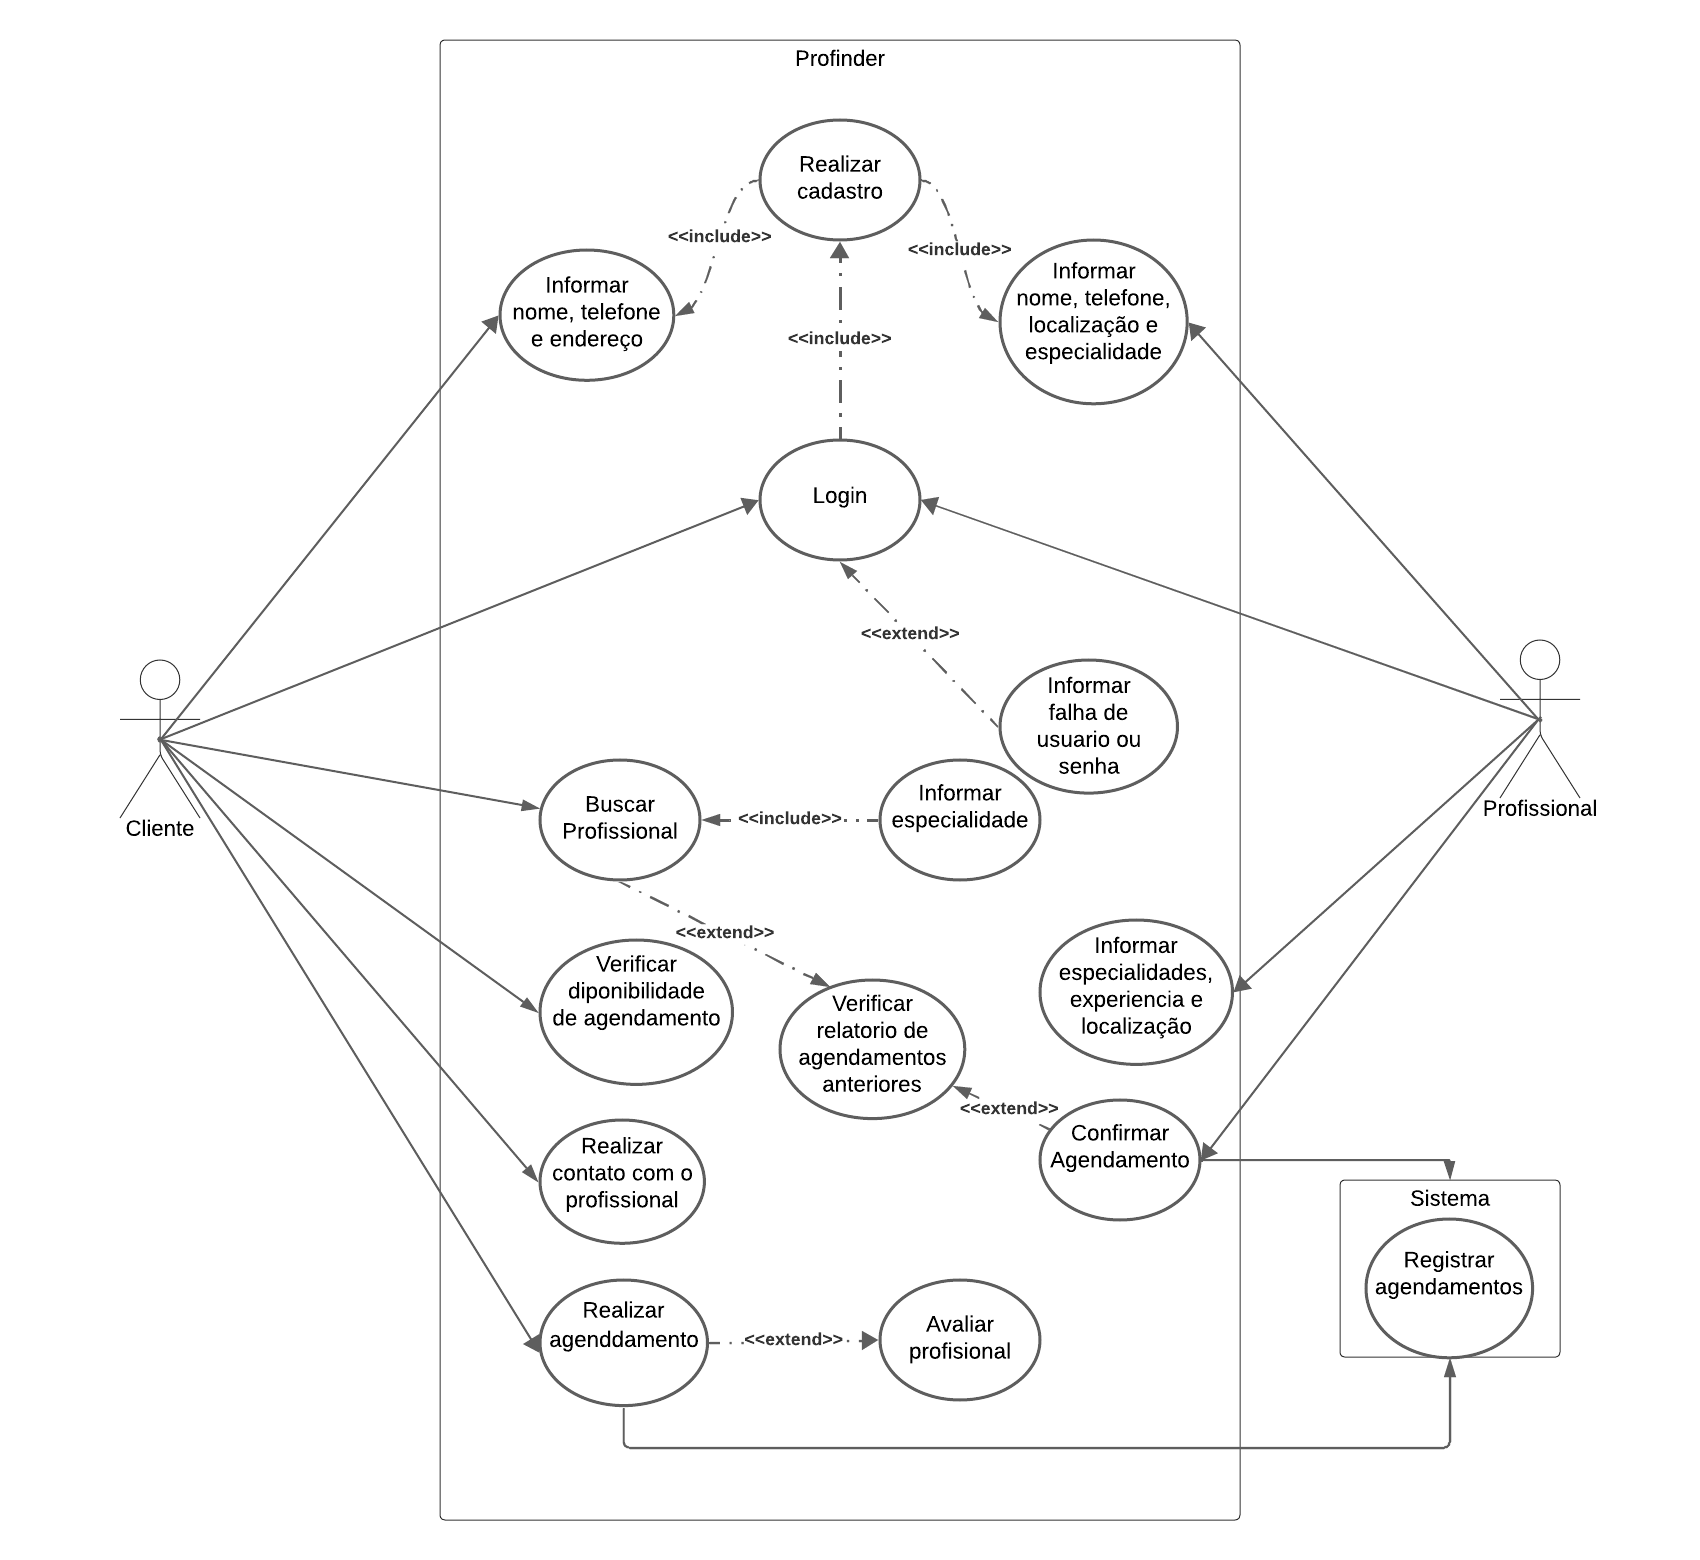 Profinder
Realizar
cadastro
<<include>>
<<include>>
Informar
nome, telefone
e endereço
Informar
nome, telefone,
localização e
especialidade
<<include>>
Login
<<extend>>
Informar
falha de
usuario ou
senha
Cliente
Profissional
Buscar
Profissional
<<include>>
Informar
especialidade
<<extend>>
Verificar
diponibilidade
de agendamento
Verificar
relatorio de
agendamentos
anteriores
Informar
especialidades,
experiencia e
localização
<<extend>>
Realizar
contato com o
profissional
Confirmar
Agendamento
Sistema
Registrar
agendamentos
Realizar
agenddamento
<<extend>>
Avaliar
profisional